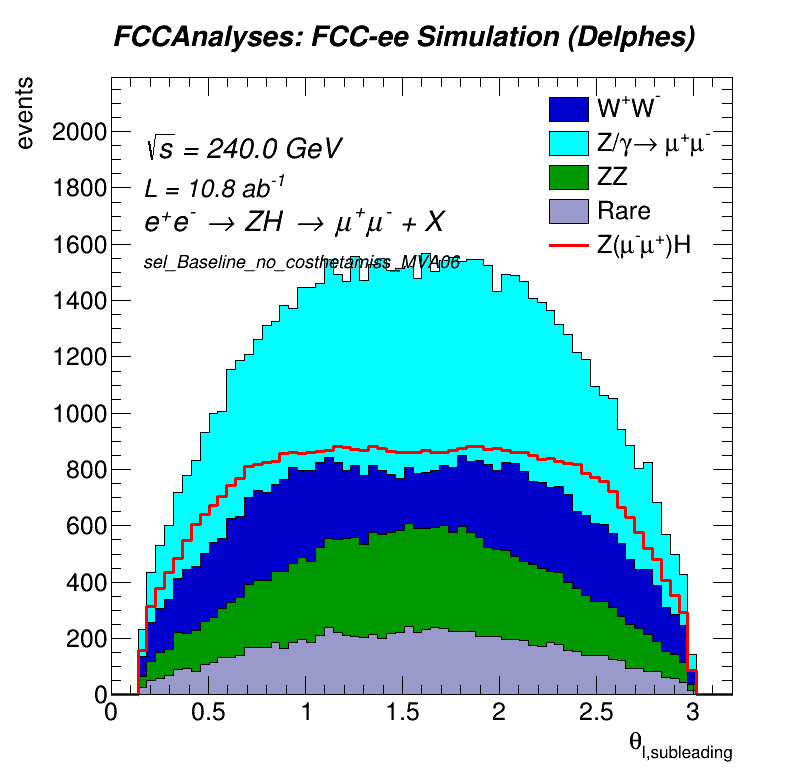 FCCAnalyses: FCC-ee Simulation (Delphes)
events
2000
1800
1600
1400
1200
1000
800
600
400
200
0
√s = 240.0 GeV
L = 10.8 ab⁻¹
e⁺e⁻ → ZH → μ⁺μ⁻ + X
sel_Baseline_no_costhetamiss_MVA06
W⁺W⁻
Z/γ→ μ⁺μ⁻
ZZ
Rare
Z(μ⁻μ⁺)H
0 0.5 1 1.5 2 2.5 3
θl,subleading